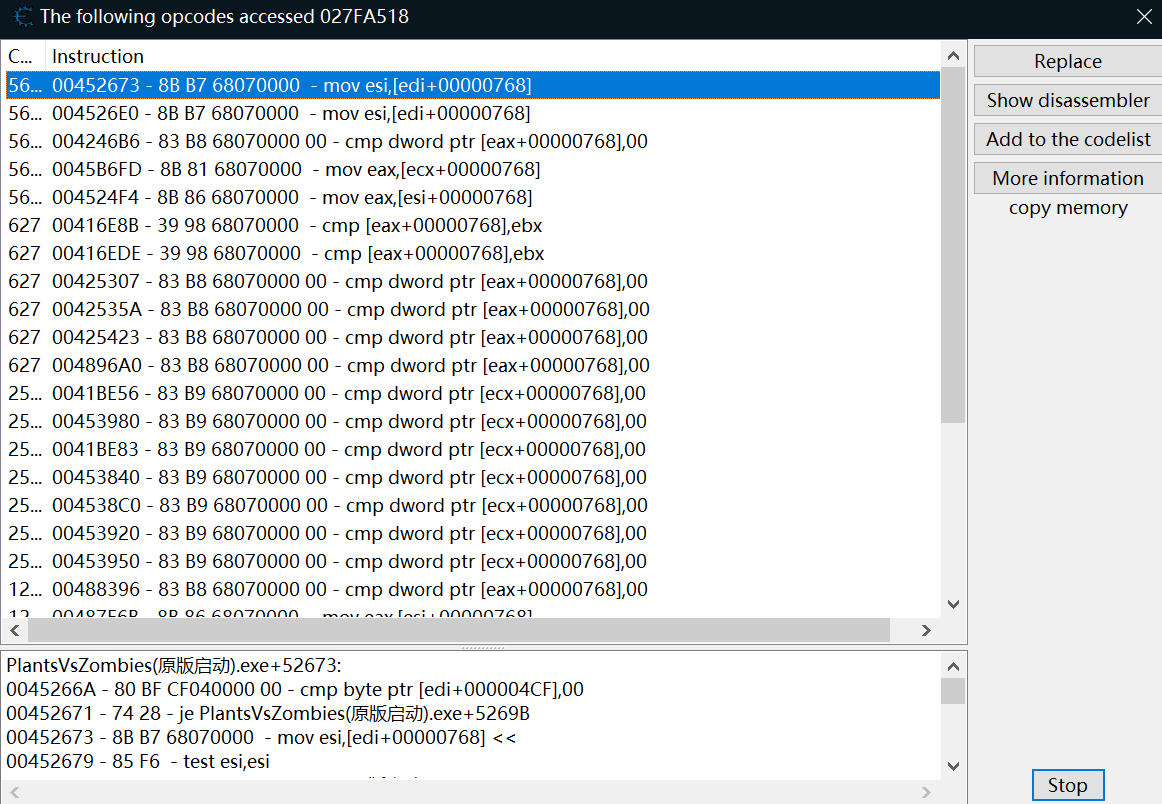 The following opcodes accessed 027FA518
C... Instruction
56... 00452673 - 8B B7 68070000 - mov esi,[edi+00000768]
56... 004526E0 - 8B B7 68070000 - mov esi,[edi+00000768]
56... 004246B6 - 83 B8 68070000 00 - cmp dword ptr [eax+00000768],00
56... 0045B6FD - 8B 81 68070000 - mov eax,[ecx+00000768]
56... 004524F4 - 8B 86 68070000 - mov eax,[esi+00000768]
627 00416E8B - 39 98 68070000 - cmp [eax+00000768],ebx
627 00416EDE - 39 98 68070000 - cmp [eax+00000768],ebx
627 00425307 - 83 B8 68070000 00 - cmp dword ptr [eax+00000768],00
627 0042535A - 83 B8 68070000 00 - cmp dword ptr [eax+00000768],00
627 00425423 - 83 B8 68070000 00 - cmp dword ptr [eax+00000768],00
627 004896A0 - 83 B8 68070000 00 - cmp dword ptr [eax+00000768],00
25... 0041BE56 - 83 B9 68070000 00 - cmp dword ptr [ecx+00000768],00
25... 00453980 - 83 B9 68070000 00 - cmp dword ptr [ecx+00000768],00
25... 0041BE83 - 83 B9 68070000 00 - cmp dword ptr [ecx+00000768],00
25... 00453840 - 83 B9 68070000 00 - cmp dword ptr [ecx+00000768],00
25... 004538C0 - 83 B9 68070000 00 - cmp dword ptr [ecx+00000768],00
25... 00453920 - 83 B9 68070000 00 - cmp dword ptr [ecx+00000768],00
25... 00453950 - 83 B9 68070000 00 - cmp dword ptr [ecx+00000768],00
12... 00488396 - 83 B8 68070000 00 - cmp dword ptr [eax+00000768],00
Replace
Show disassembler
Add to the codelist
More information
copy memory
PlantsVsZombies(原版启动).exe+52673:
0045266A - 80 BF CF040000 00 - cmp byte ptr [edi+000004CF],00
00452671 - 74 28 - je PlantsVsZombies(原版启动).exe+5269B
00452673 - 8B B7 68070000 - mov esi,[edi+00000768] <<
00452679 - 85 F6 - test esi,esi
Stop